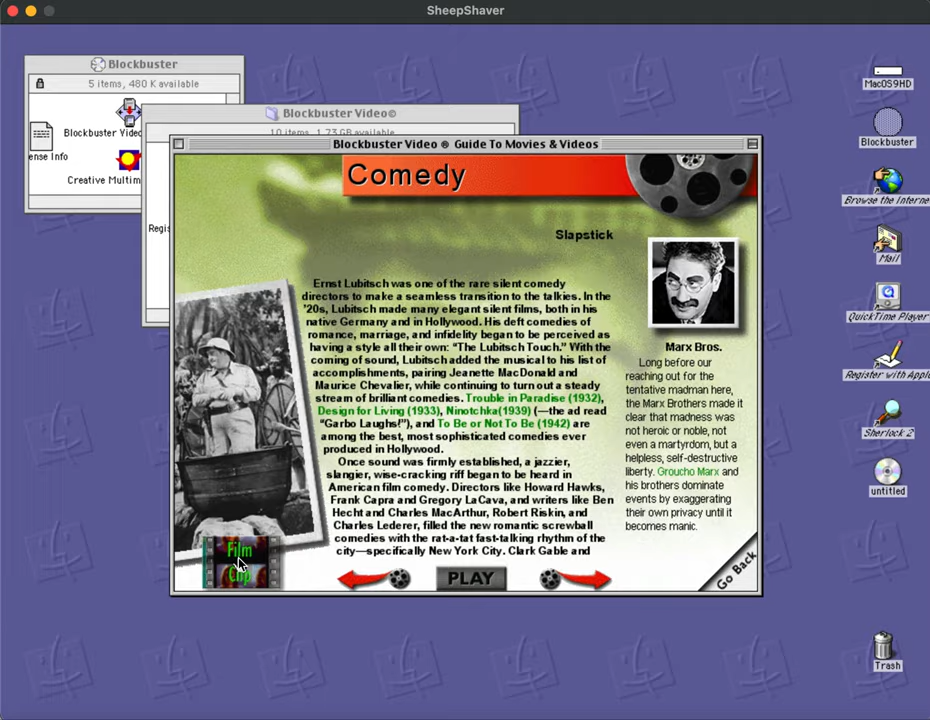 SheepShaver
Blockbuster
5 items, 480 K available
Blockbuster Video
ense Info
Creative Multim
Blockbuster Video©
10 items, 1.73 GB available
Regis
Blockbuster Video ® Guide To Movies & Videos
Comedy
Slapstick
Ernst Lubitsch was one of the rare silent comedy
directors to make a seamless transition to the talkies. In the
'20s, Lubitsch made many elegant silent films, both in his
native Germany and in Hollywood. His deft comedies of
romance, marriage, and infidelity began to be perceived as
having a style all their own: “The Lubitsch Touch.” With the
coming of sound, Lubitsch added the musical to his list of
accomplishments, pairing Jeanette MacDonald and
Maurice Chevalier, while continuing to turn out a steady
stream of brilliant comedies. Trouble in Paradise (1932),
Design for Living (1933), Ninotchka(1939) (—the ad read
“Garbo Laughs!”), and To Be or Not To Be (1942) are
among the best, most sophisticated comedies ever
produced in Hollywood.
Once sound was firmly established, a jazzier,
slangier, wise-cracking riff began to be heard in
American film comedy. Directors like Howard Hawks,
Frank Capra and Gregory LaCava, and writers like Ben
Hecht and Charles MacArthur, Robert Riskin, and
Charles Lederer, filled the new romantic screwball
comedies with the rat-a-tat fast-talking rhythm of the
city—specifically New York City. Clark Gable and
Marx Bros.
Long before our
reaching out for the
tentative madman here,
the Marx Brothers made it
clear that madness was
not heroic or noble, not
even a martyrdom, but a
helpless, self-destructive
liberty. Groucho Marx and
his brothers dominate
events by exaggerating
their own privacy until it
becomes manic.
Film
Clip
PLAY
Go Back
MacOS9HD
Blockbuster
Browse the Interne
Mail
QuickTime Player
Register with Apple
Sherlock 2
untitled
Trash